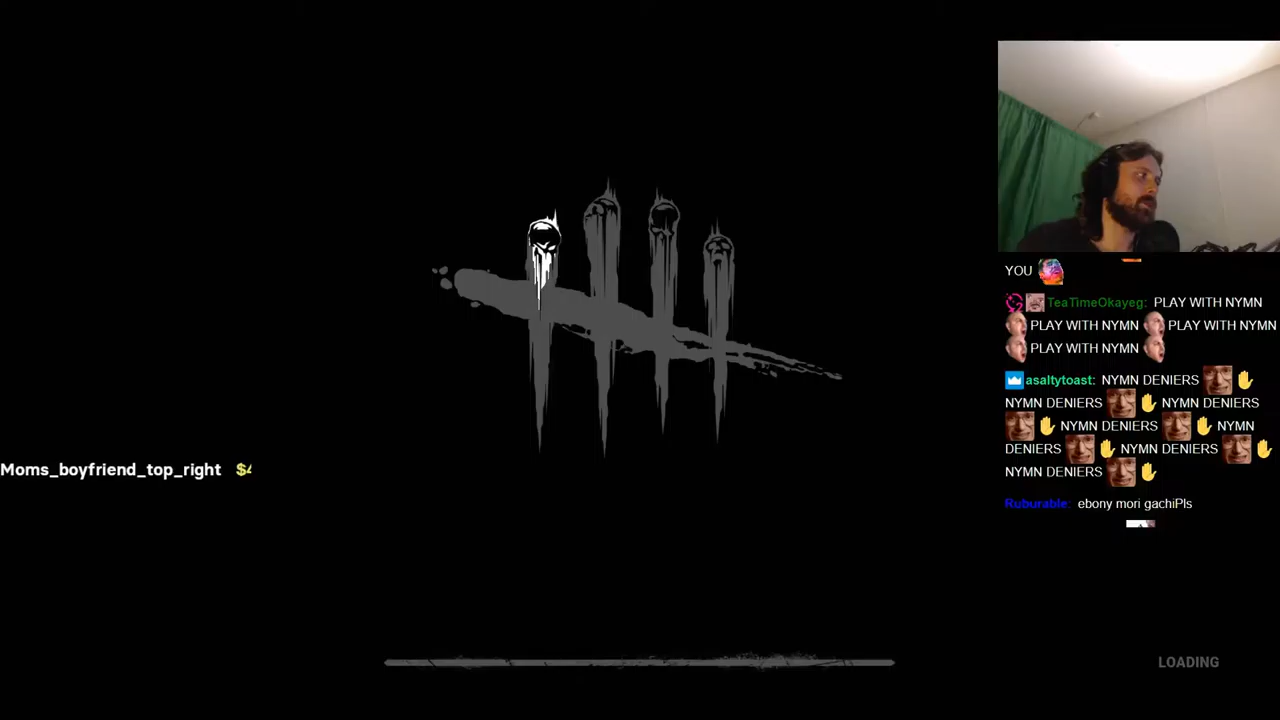 YOU
TeaTimeOkayeg: PLAY WITH NYMN
PLAY WITH NYMN PLAY WITH NYMN
PLAY WITH NYMN
asaltytoast: NYMN DENIERS ✋
NYMN DENIERS ✋ NYMN DENIERS
✋ NYMN DENIERS ✋ NYMN
DENIERS ✋ NYMN DENIERS ✋
NYMN DENIERS ✋
Moms_boyfriend_top_right $4
Ruburable: ebony mori gachiPls
LOADING